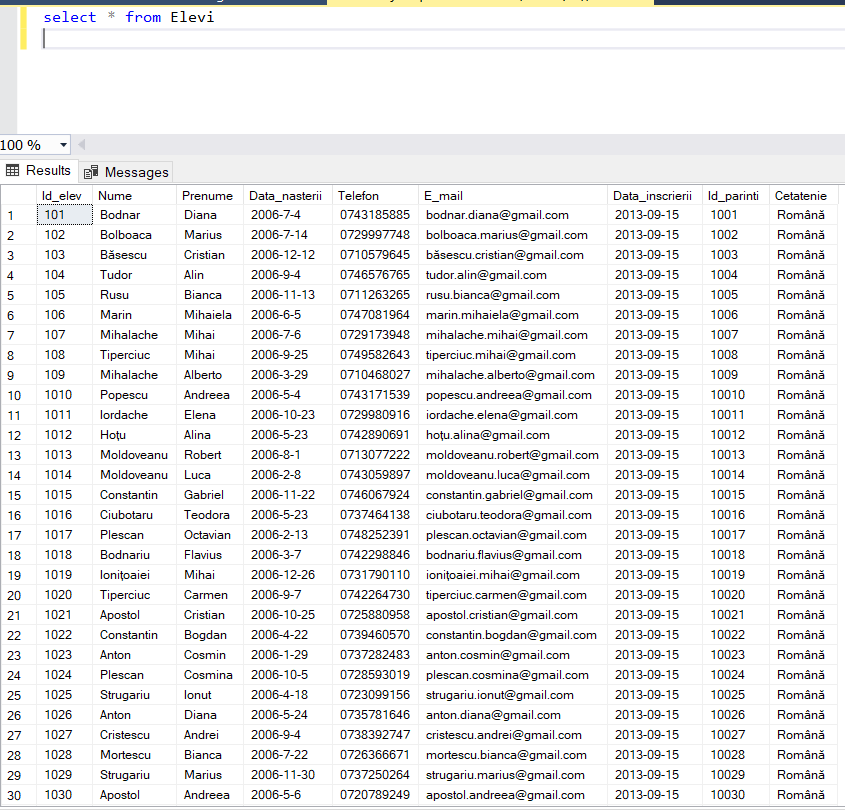 select * from Elevi
100 %
Results Messages
Id_elev Nume Prenume Data_nasterii Telefon E_mail Data_inscrierii Id_parinti Cetatenie
1 101 Bodnar Diana 2006-7-4 0743185885 bodnar.diana@gmail.com 2013-09-15 1001 Română
2 102 Bolboaca Marius 2006-7-14 0729997748 bolboaca.marius@gmail.com 2013-09-15 1002 Română
3 103 Băsescu Cristian 2006-12-12 0710579645 băsescu.cristian@gmail.com 2013-09-15 1003 Română
4 104 Tudor Alin 2006-9-4 0746576765 tudor.alin@gmail.com 2013-09-15 1004 Română
5 105 Rusu Bianca 2006-11-13 0711263265 rusu.bianca@gmail.com 2013-09-15 1005 Română
6 106 Marin Mihaiela 2006-6-5 0747081964 marin.mihaiela@gmail.com 2013-09-15 1006 Română
7 107 Mihalache Mihai 2006-7-6 0729173948 mihalache.mihai@gmail.com 2013-09-15 1007 Română
8 108 Tiperciuc Mihai 2006-9-25 0749582643 tiperciuc.mihai@gmail.com 2013-09-15 1008 Română
9 109 Mihalache Alberto 2006-3-29 0710468027 mihalache.alberto@gmail.com 2013-09-15 1009 Română
10 1010 Popescu Andreea 2006-5-4 0743171539 popescu.andreea@gmail.com 2013-09-15 10010 Română
11 1011 Iordache Elena 2006-10-23 0729980916 iordache.elena@gmail.com 2013-09-15 10011 Română
12 1012 Hoțu Alina 2006-5-23 0742890691 hoțu.alina@gmail.com 2013-09-15 10012 Română
13 1013 Moldoveanu Robert 2006-8-1 0713077222 moldoveanu.robert@gmail.com 2013-09-15 10013 Română
14 1014 Moldoveanu Luca 2006-2-8 0743059897 moldoveanu.luca@gmail.com 2013-09-15 10014 Română
15 1015 Constantin Gabriel 2006-11-22 0746067924 constantin.gabriel@gmail.com 2013-09-15 10015 Română
16 1016 Ciubotaru Teodora 2006-5-23 0737464138 ciubotaru.teodora@gmail.com 2013-09-15 10016 Română
17 1017 Plescan Octavian 2006-2-13 0748252391 plescan.octavian@gmail.com 2013-09-15 10017 Română
18 1018 Bodnariu Flavius 2006-3-7 0742298846 bodnariu.flavius@gmail.com 2013-09-15 10018 Română
19 1019 Ionițoaiei Mihai 2006-12-26 0731790110 ionițoaiei.mihai@gmail.com 2013-09-15 10019 Română
20 1020 Tiperciuc Carmen 2006-9-7 0742264730 tiperciuc.carmen@gmail.com 2013-09-15 10020 Română
21 1021 Apostol Cristian 2006-10-25 0725880958 apostol.cristian@gmail.com 2013-09-15 10021 Română
22 1022 Constantin Bogdan 2006-4-22 0739460570 constantin.bogdan@gmail.com 2013-09-15 10022 Română
23 1023 Anton Cosmin 2006-1-29 0737282483 anton.cosmin@gmail.com 2013-09-15 10023 Română
24 1024 Plescan Cosmina 2006-10-5 0728593019 plescan.cosmina@gmail.com 2013-09-15 10024 Română
25 1025 Strugariu Ionut 2006-4-18 0723099156 strugariu.ionut@gmail.com 2013-09-15 10025 Română
26 1026 Anton Diana 2006-5-24 0735781646 anton.diana@gmail.com 2013-09-15 10026 Română
27 1027 Cristescu Andrei 2006-9-4 0738392747 cristescu.andrei@gmail.com 2013-09-15 10027 Română
28 1028 Mortescu Bianca 2006-7-22 0726366671 mortescu.bianca@gmail.com 2013-09-15 10028 Română
29 1029 Strugariu Marius 2006-11-30 0737250264 strugariu.marius@gmail.com 2013-09-15 10029 Română
30 1030 Apostol Andreea 2006-5-6 0720789249 apostol.andreea@gmail.com 2013-09-15 10030 Română